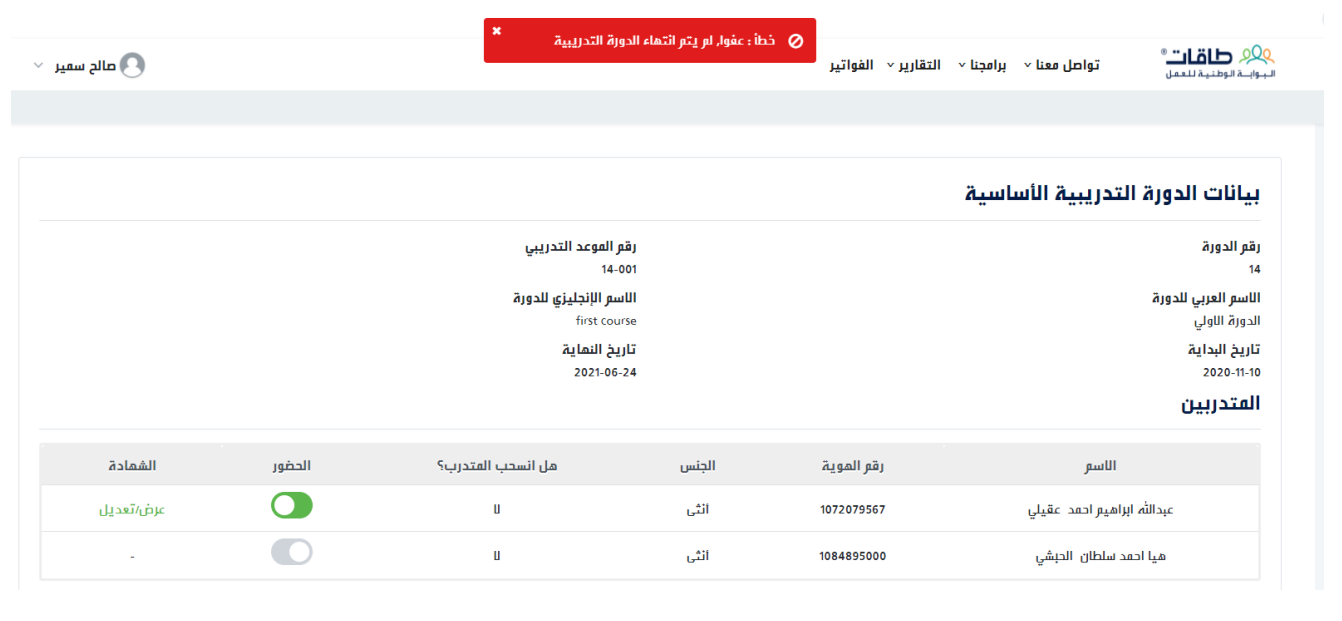 خطأ : عفوا, لم يتم انتهاء الدورة التدريبية
طاقات
البوابة الوطنية للعمل
تواصل معنا برامجنا التقارير الفواتير
صالح سمير
بيانات الدورة التدريبية الأساسية
رقم الدورة رقم الموعد التدريبي
14 14-001
الاسم العربي للدورة الاسم الإنجليزي للدورة
الدورة الاولي first course
تاريخ البداية تاريخ النهاية
2020-11-10 2021-06-24
المتدربين
الاسم رقم الهوية الجنس هل انسحب المتدرب؟ الحضور الشهادة
عبدالله ابراهيم احمد عقيلي 1072079567 انثى لا عرض/تعديل
هيا احمد سلطان الحبشي 1084895000 انثى لا -